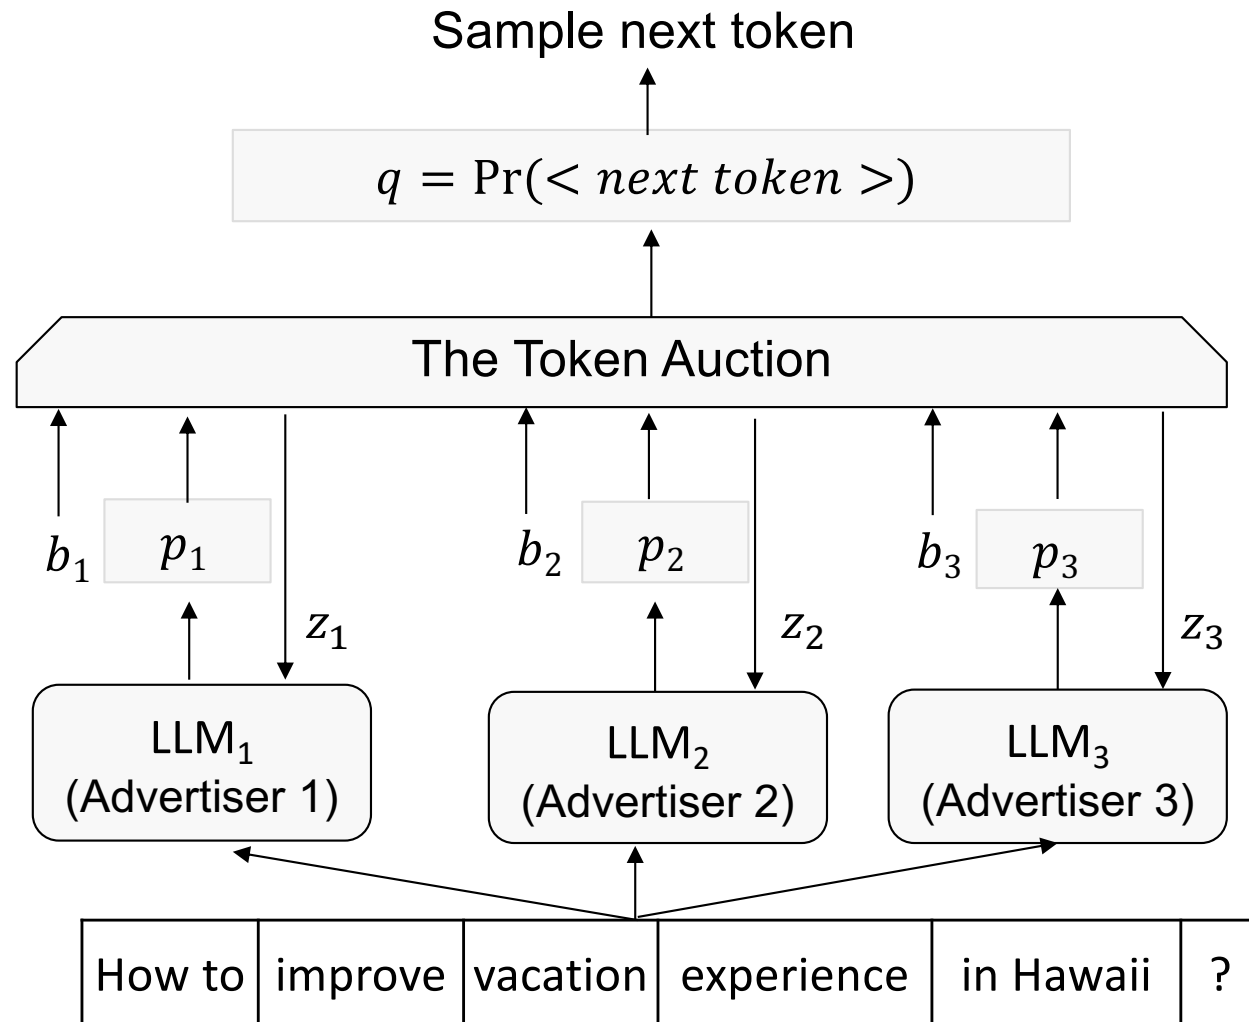 Sample next token
q = Pr(< next token >)
The Token Auction
b₁ p₁ b₂ p₂ b₃ p₃
z₁ z₂ z₃
LLM₁ LLM₂ LLM₃
(Advertiser 1) (Advertiser 2) (Advertiser 3)
How to improve vacation experience in Hawaii ?